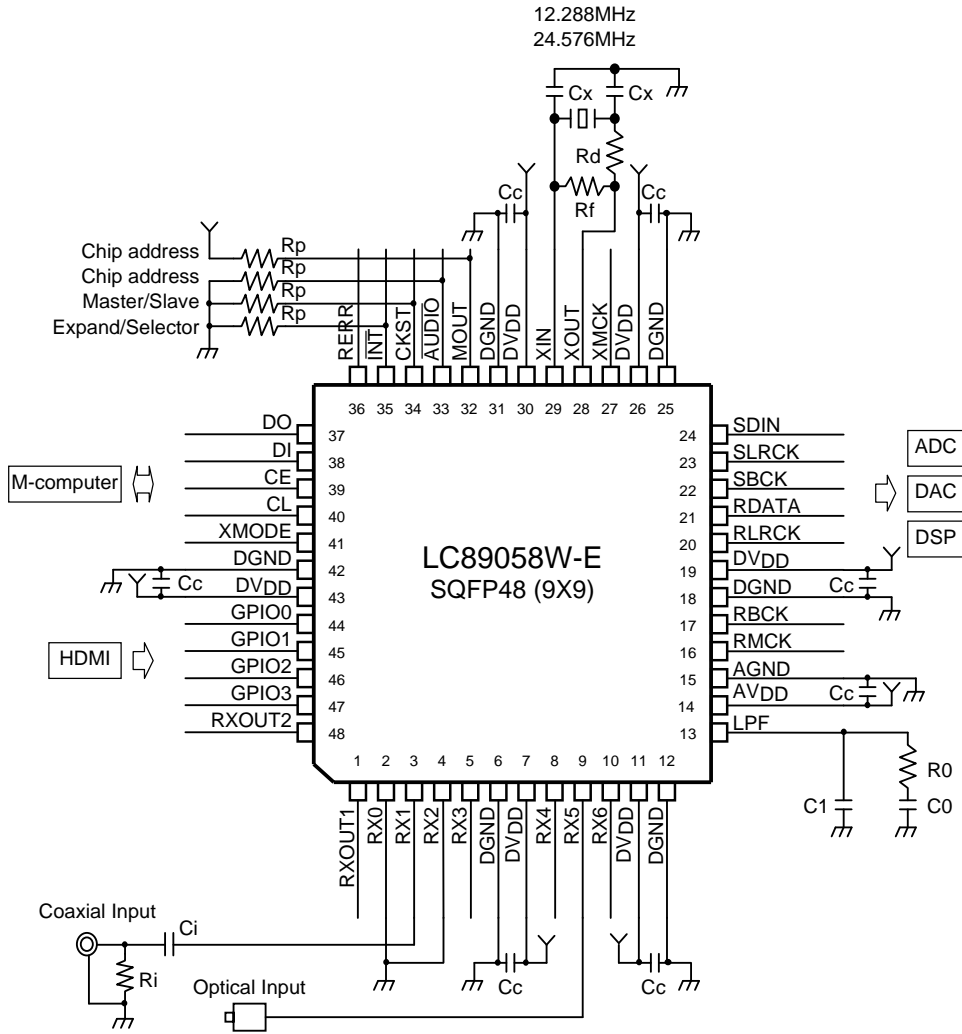 12.288MHz
24.576MHz
Cx Cx
Rd
Rf
Cc Cc
Chip address Rp
Chip address Rp
Master/Slave Rp
Expand/Selector Rp
RERR INT CKST AUDIO MOUT DGND DVDD XIN XOUT XMCK DVDD DGND
36 35 34 33 32 31 30 29 28 27 26 25
DO 37
DI 38
CE 39
CL 40
XMODE 41
DGND 42
DVDD 43
GPIO0 44
GPIO1 45
GPIO2 46
GPIO3 47
RXOUT2 48
M-computer
Cc
HDMI
LC89058W-E
SQFP48 (9X9)
24 SDIN
23 SLRCK
22 SBCK
21 RDATA
20 RLRCK
19 DVDD
18 DGND
17 RBCK
16 RMCK
15 AGND
14 AVDD
13 LPF
ADC
DAC
DSP
Cc
Cc
R0
C1 C0
1 2 3 4 5 6 7 8 9 10 11 12
RXOUT1 RX0 RX1 RX2 RX3 DGND DVDD RX4 RX5 RX6 DVDD DGND
Coaxial Input
Ci
Ri
Cc Cc
Optical Input